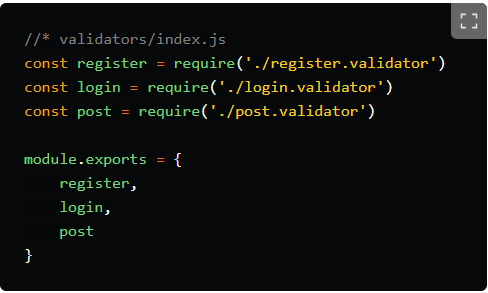 //* validators/index.js
const register = require('./register.validator')
const login = require('./login.validator')
const post = require('./post.validator')

module.exports = {
    register,
    login,
    post
}